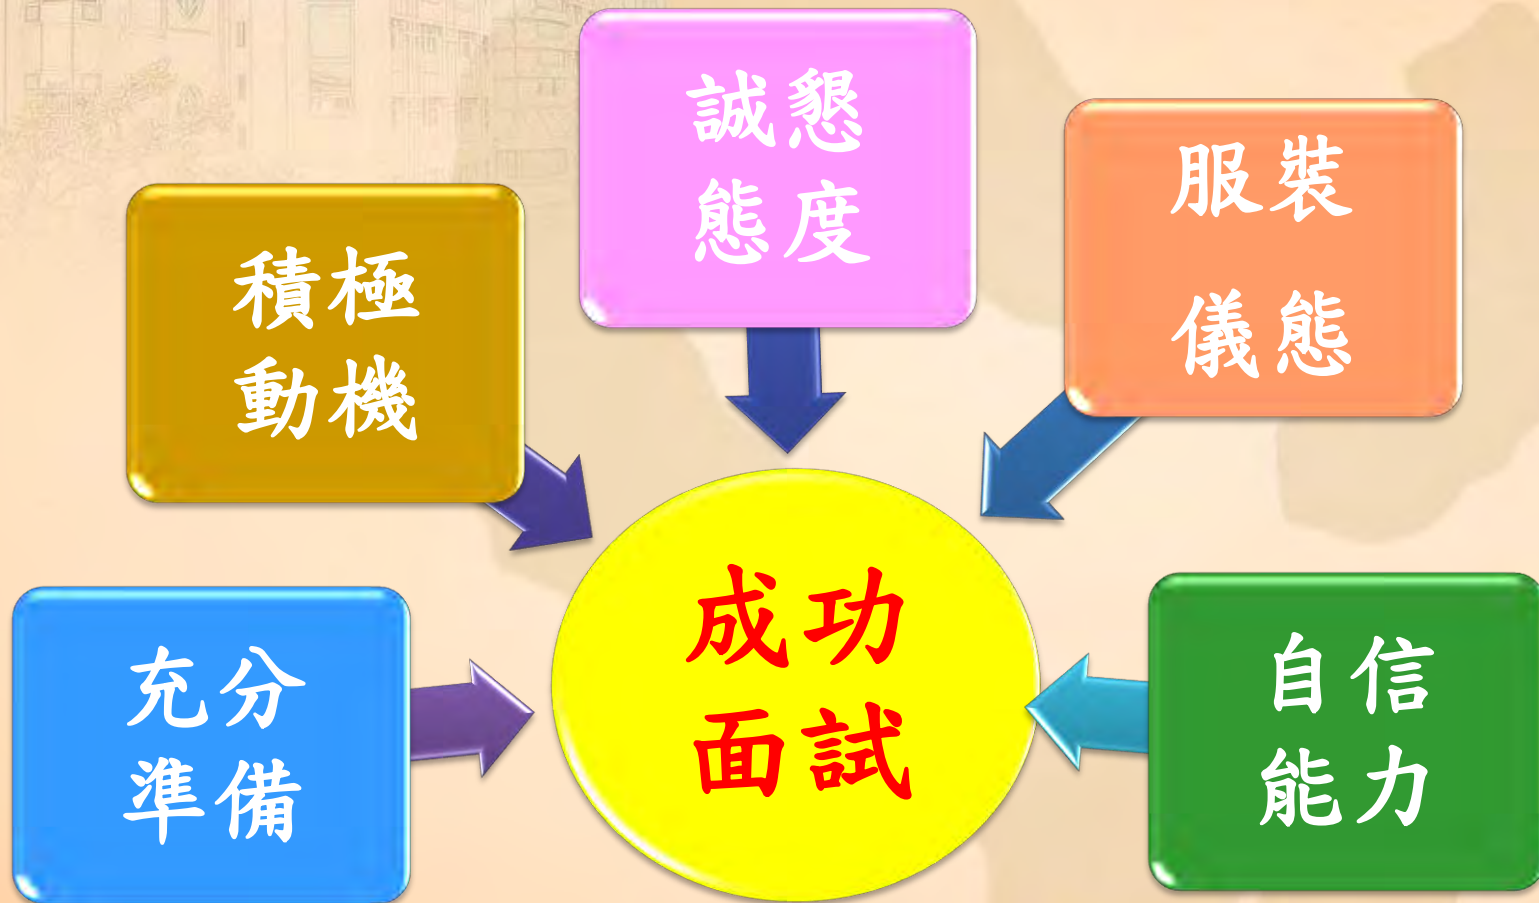 誠懇
態度
服裝
儀態
積極
動機
成功
面試
充分
準備
自信
能力